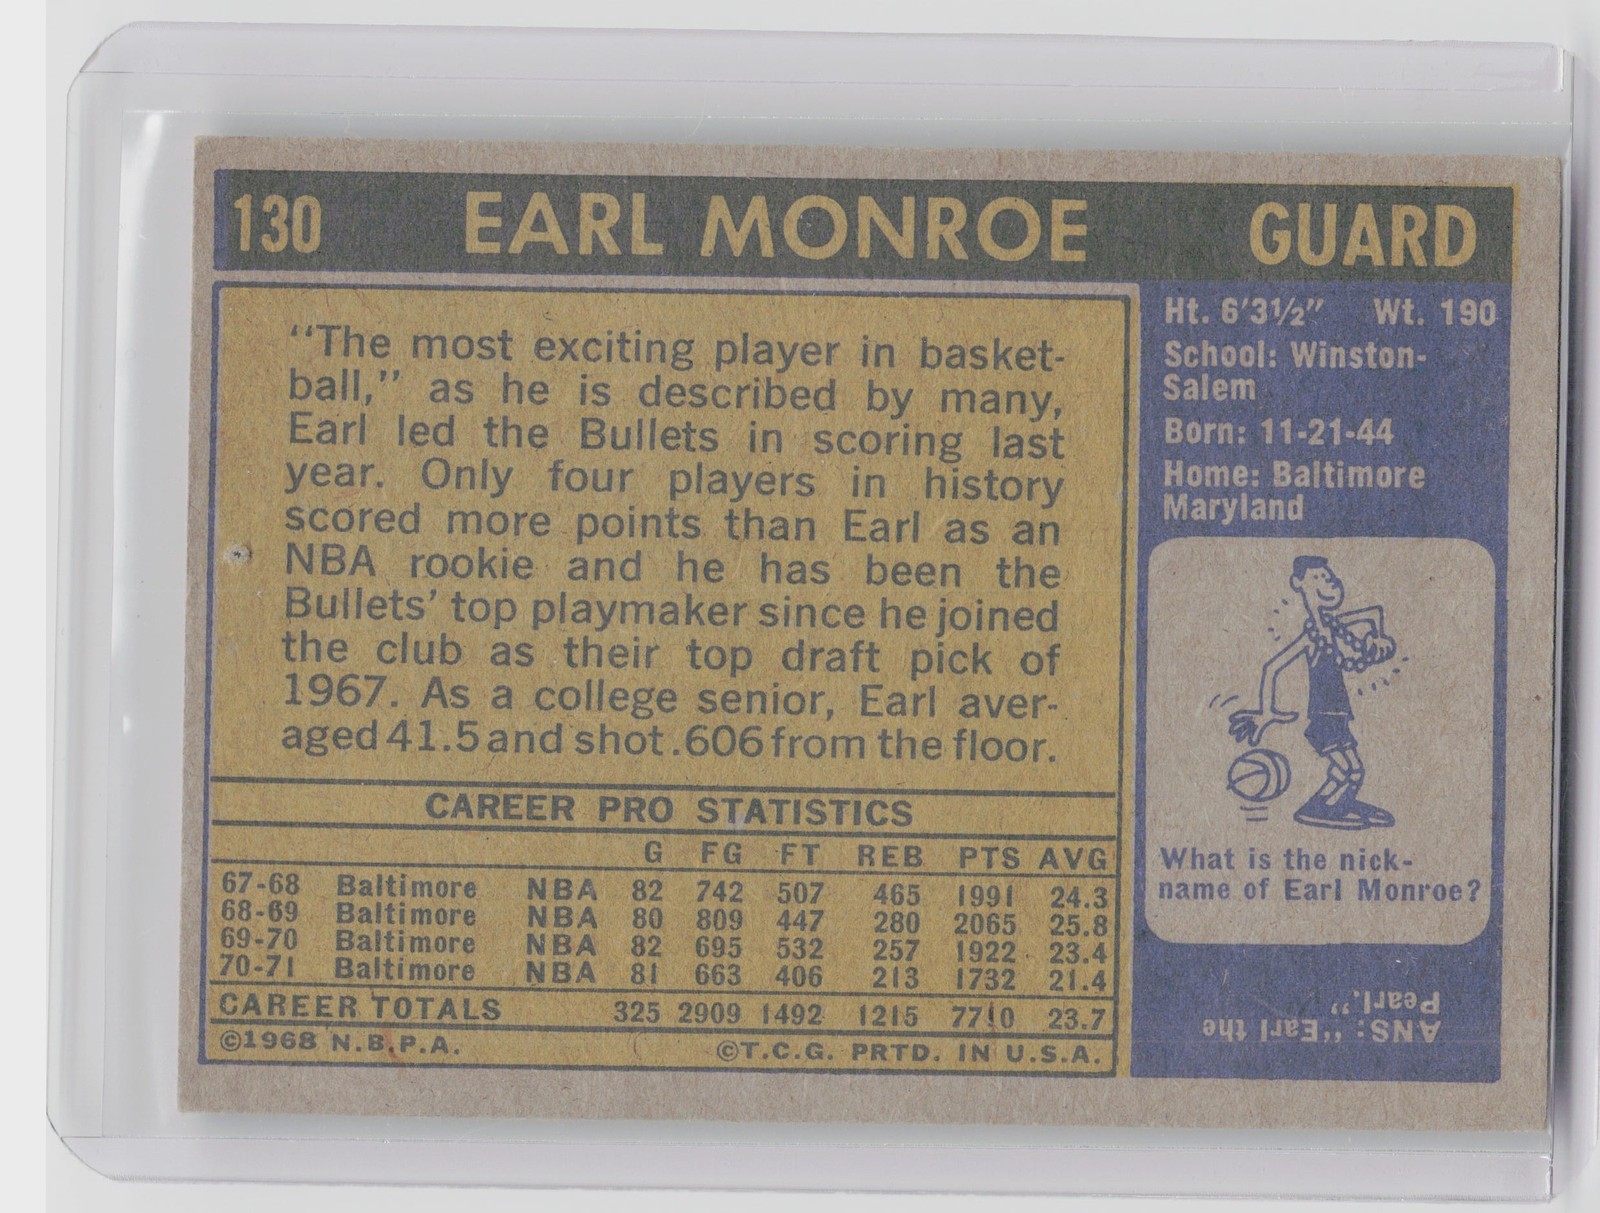 130 EARL MONROE GUARD
"The most exciting player in basket-
ball," as he is described by many,
Earl led the Bullets in scoring last
year. Only four players in history
scored more points than Earl as an
NBA rookie and he has been the
Bullets' top playmaker since he joined
the club as their top draft pick of
1967. As a college senior, Earl aver-
aged 41.5 and shot .606 from the floor.
CAREER PRO STATISTICS
G FG FT REB PTS AVG
67-68 Baltimore NBA 82 742 507 465 1991 24.3
68-69 Baltimore NBA 80 809 447 280 2065 25.8
69-70 Baltimore NBA 82 695 532 257 1922 23.4
70-71 Baltimore NBA 81 663 406 213 1732 21.4
CAREER TOTALS 325 2909 1492 1215 7710 23.7
©1968 N.B.P.A. ©T.C.G. PRTD. IN U.S.A.
Ht. 6'3½" Wt. 190
School: Winston-
Salem
Born: 11-21-44
Home: Baltimore
Maryland
What is the nick-
name of Earl Monroe?
ANS: "Earl the
Pearl."